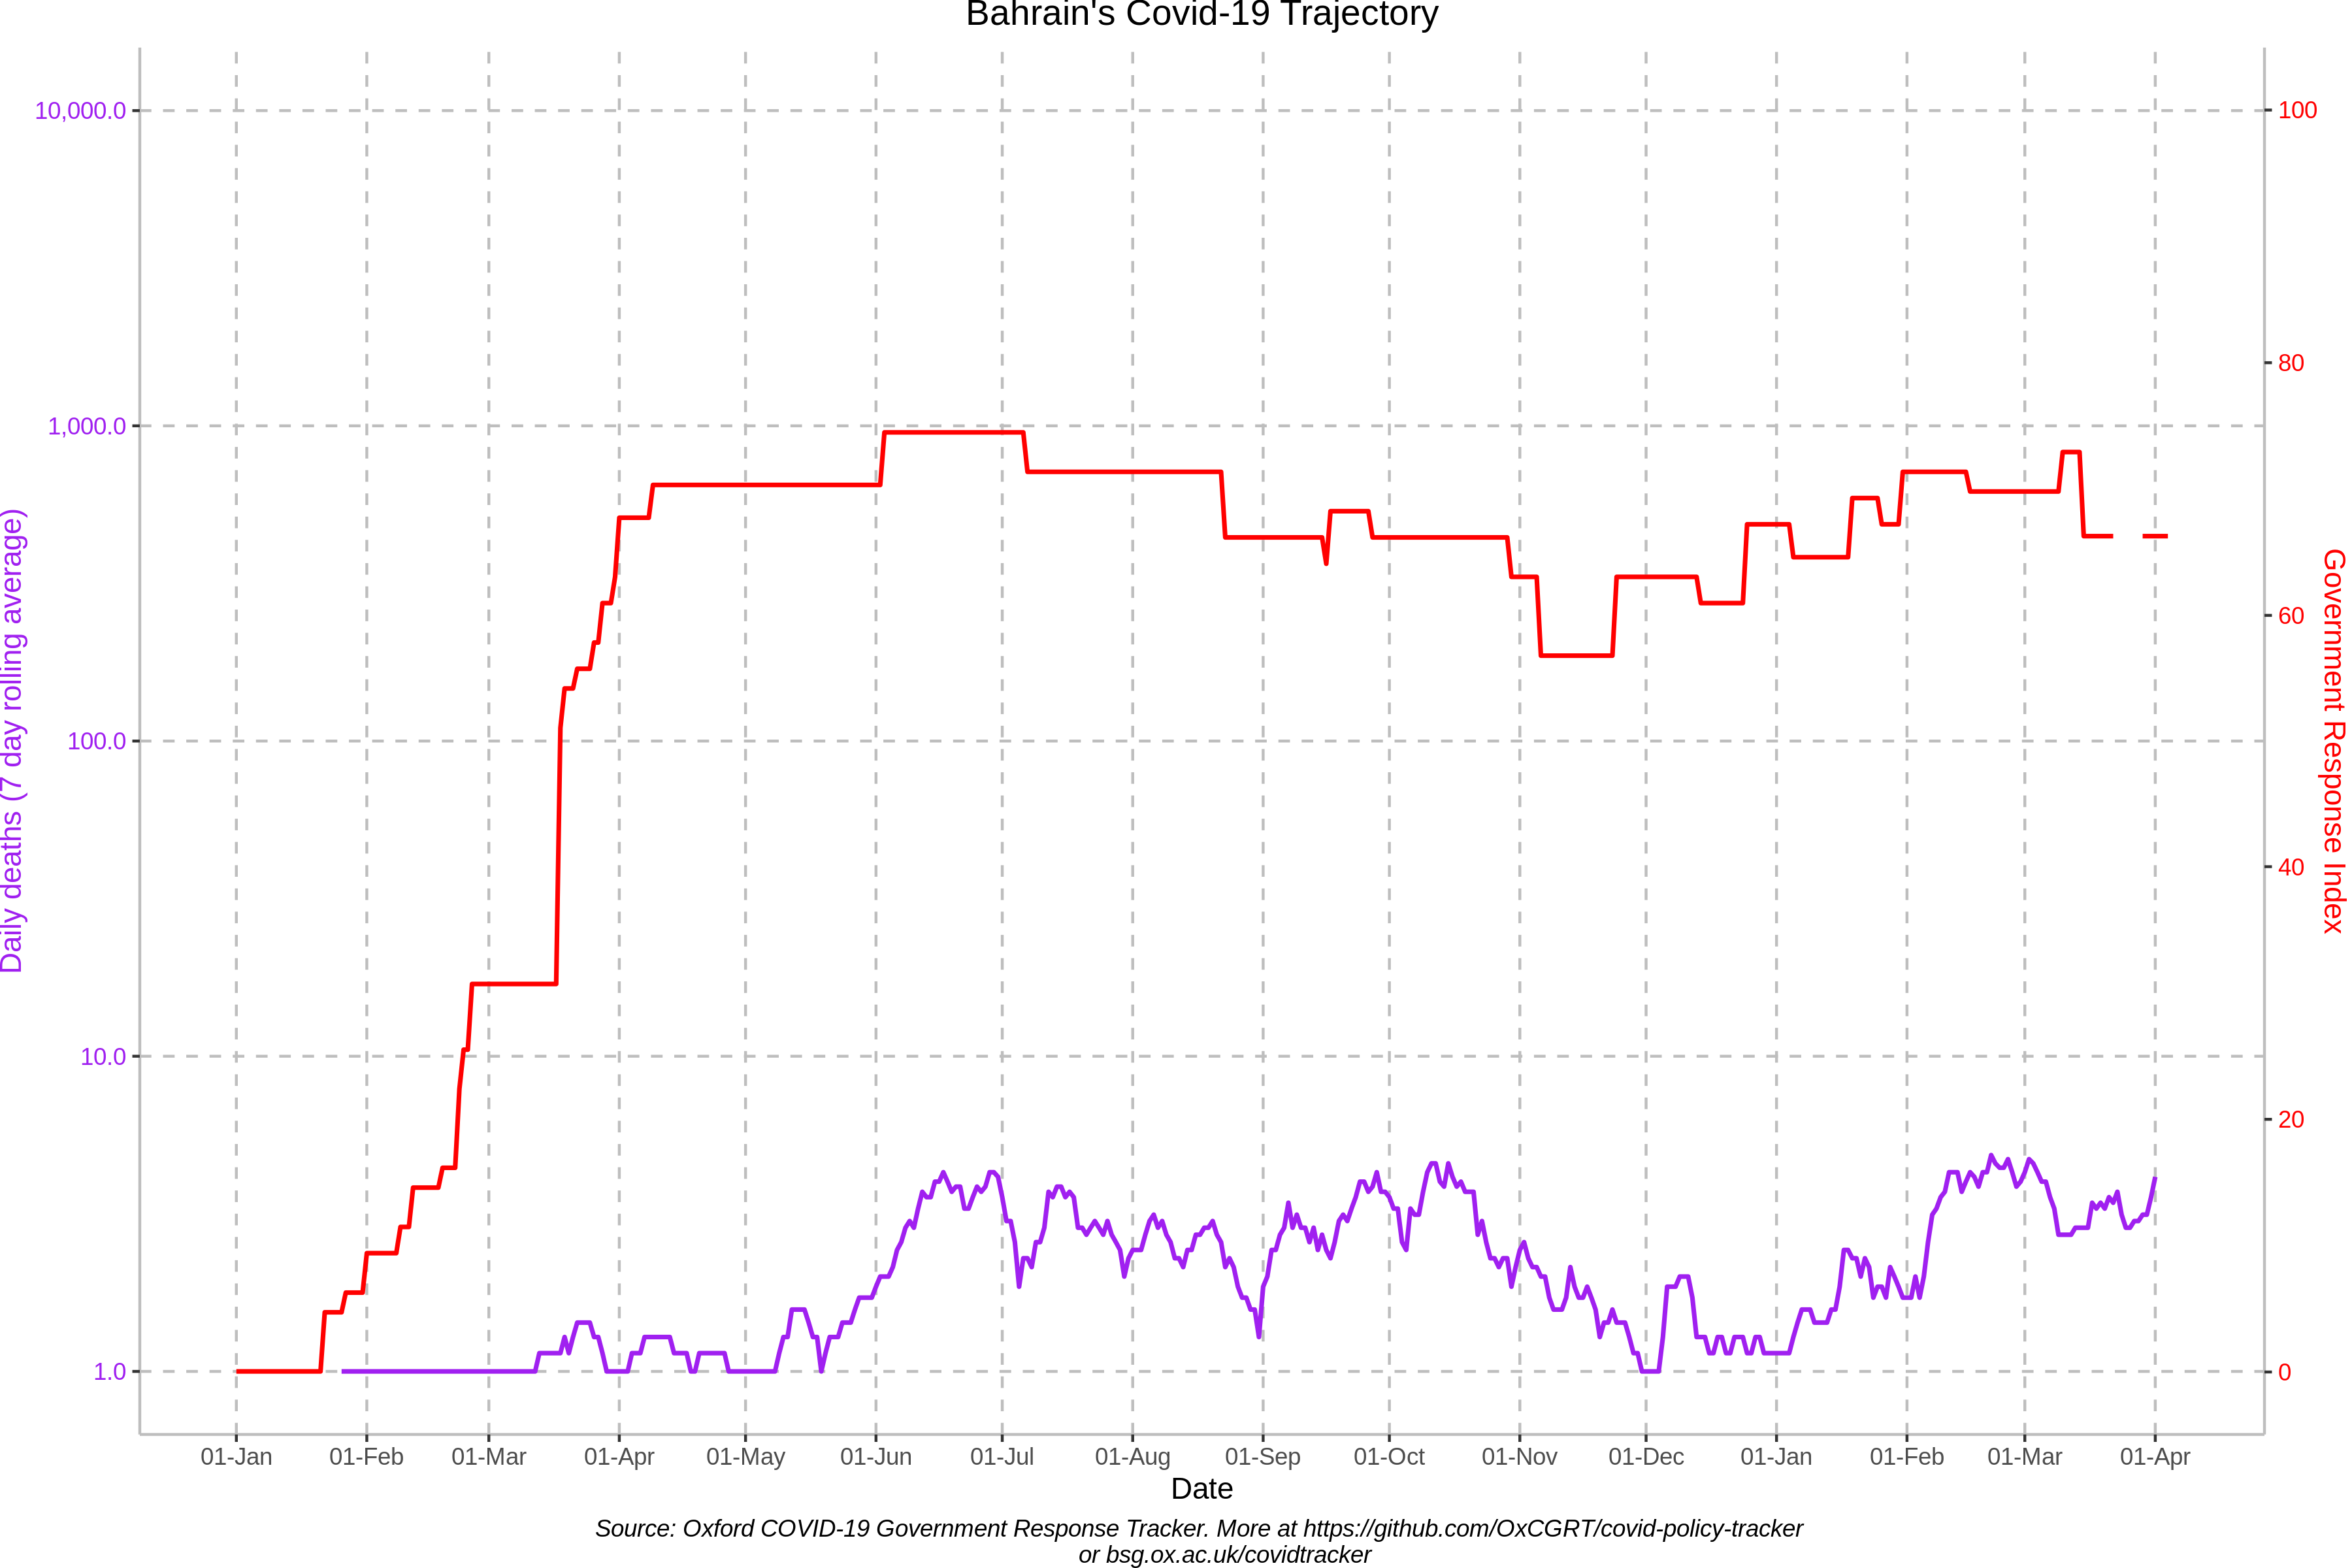 Bahrain's Covid-19 Trajectory
10,000.0
1,000.0
100.0
10.0
1.0
Daily deaths (7 day rolling average)
100
80
60
40
20
0
Government Response Index
01-Jan 01-Feb 01-Mar 01-Apr 01-May 01-Jun 01-Jul 01-Aug 01-Sep 01-Oct 01-Nov 01-Dec 01-Jan 01-Feb 01-Mar 01-Apr
Date
Source: Oxford COVID-19 Government Response Tracker. More at https://github.com/OxCGRT/covid-policy-tracker
or bsg.ox.ac.uk/covidtracker